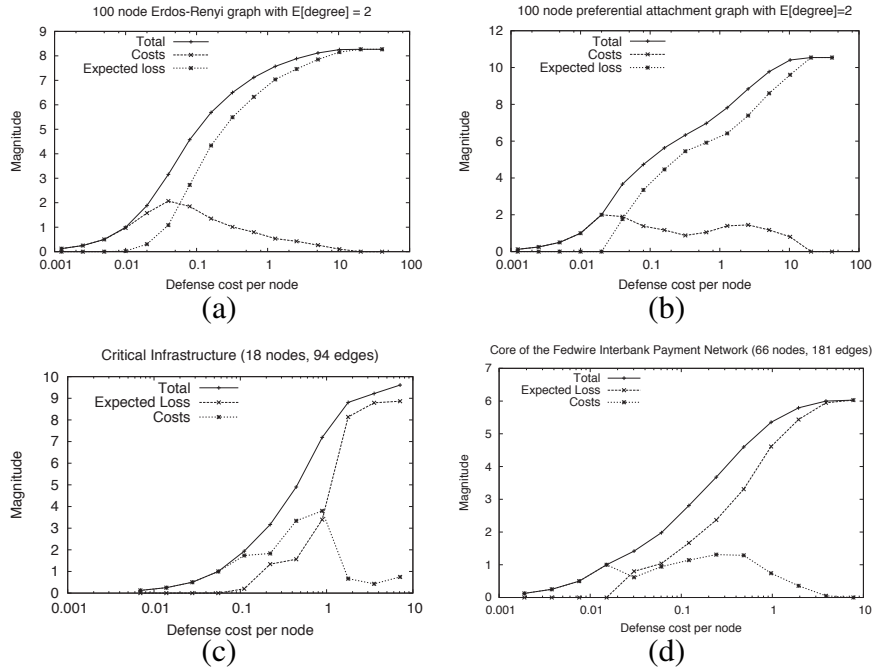 100 node Erdos-Renyi graph with E[degree] = 2
Total
Costs
Expected loss
Magnitude
9
8
7
6
5
4
3
2
1
0
0.001 0.01 0.1 1 10 100
Defense cost per node
(a)
100 node preferential attachment graph with E[degree]=2
Total
Costs
Expected loss
Magnitude
12
10
8
6
4
2
0
0.001 0.01 0.1 1 10 100
Defense cost per node
(b)
Critical Infrastructure (18 nodes, 94 edges)
Total
Expected Loss
Costs
Magnitude
10
9
8
7
6
5
4
3
2
1
0
0.001 0.01 0.1 1 10
Defense cost per node
(c)
Core of the Fedwire Interbank Payment Network (66 nodes, 181 edges)
Total
Expected Loss
Costs
Magnitude
7
6
5
4
3
2
1
0
0.001 0.01 0.1 1 10
Defense cost per node
(d)